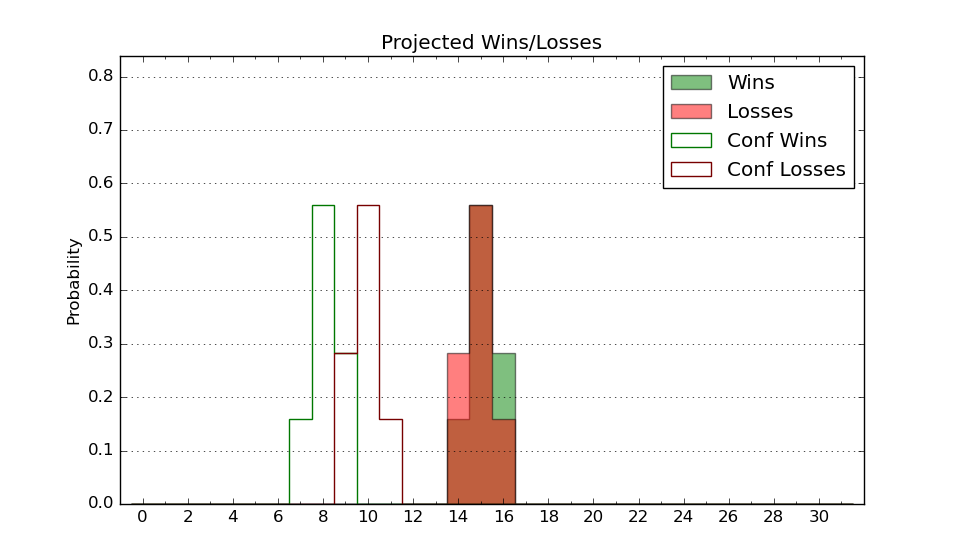 Projected Wins/Losses
Wins
Losses
Conf Wins
Conf Losses
Probability
0.8
0.7
0.6
0.5
0.4
0.3
0.2
0.1
0.0
0 2 4 6 8 10 12 14 16 18 20 22 24 26 28 30